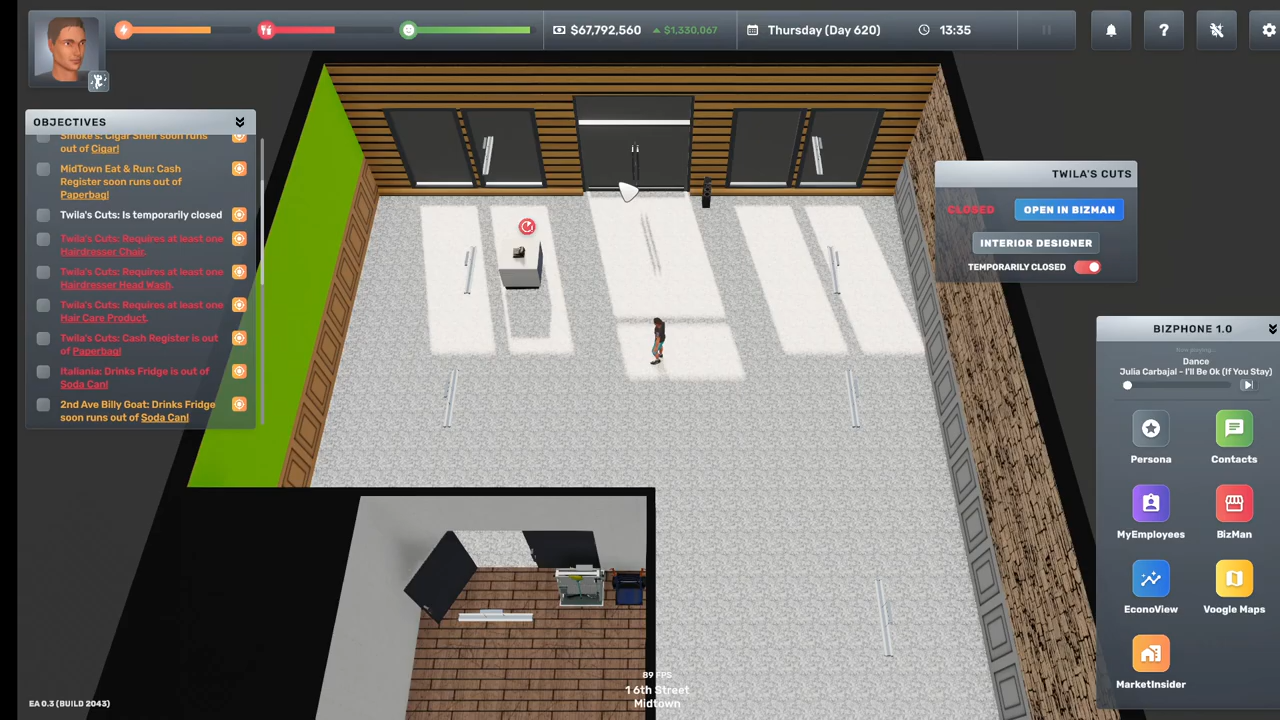 $67,792,560
$1,330,067
Thursday (Day 620)
13:35
OBJECTIVES
Smoke's: Cigar Shelf soon runs
out of Cigar!
MidTown Eat & Run: Cash
Register soon runs out of
Paperbag!
Twila's Cuts: Is temporarily closed
Twila's Cuts: Requires at least one
Hairdresser Chair.
Twila's Cuts: Requires at least one
Hairdresser Head Wash.
Twila's Cuts: Requires at least one
Hair Care Product.
Twila's Cuts: Cash Register is out
of Paperbag!
Italiania: Drinks Fridge is out of
Soda Can!
2nd Ave Billy Goat: Drinks Fridge
soon runs out of Soda Can!
TWILA'S CUTS
CLOSED
OPEN IN BIZMAN
INTERIOR DESIGNER
TEMPORARILY CLOSED
BIZPHONE 1.0
Now playing...
Dance
Julia Carbajal - I'll Be Ok (If You Stay)
Persona
Contacts
MyEmployees
BizMan
EconoView
Voogle Maps
MarketInsider
89 FPS
1 6th Street
Midtown
EA 0.3 (BUILD 2043)